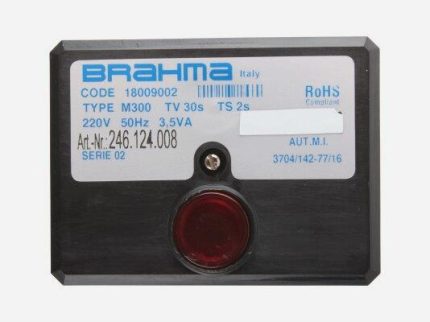 BRAHMA Italy
CODE 18009002
RoHS
Compliant
TYPE M300 TV 30s TS 2s
220V 50Hz 3.5VA
Art.-Nr.:246.124.008
AUT.M.I.
SERIE 02
3704/142-77/16